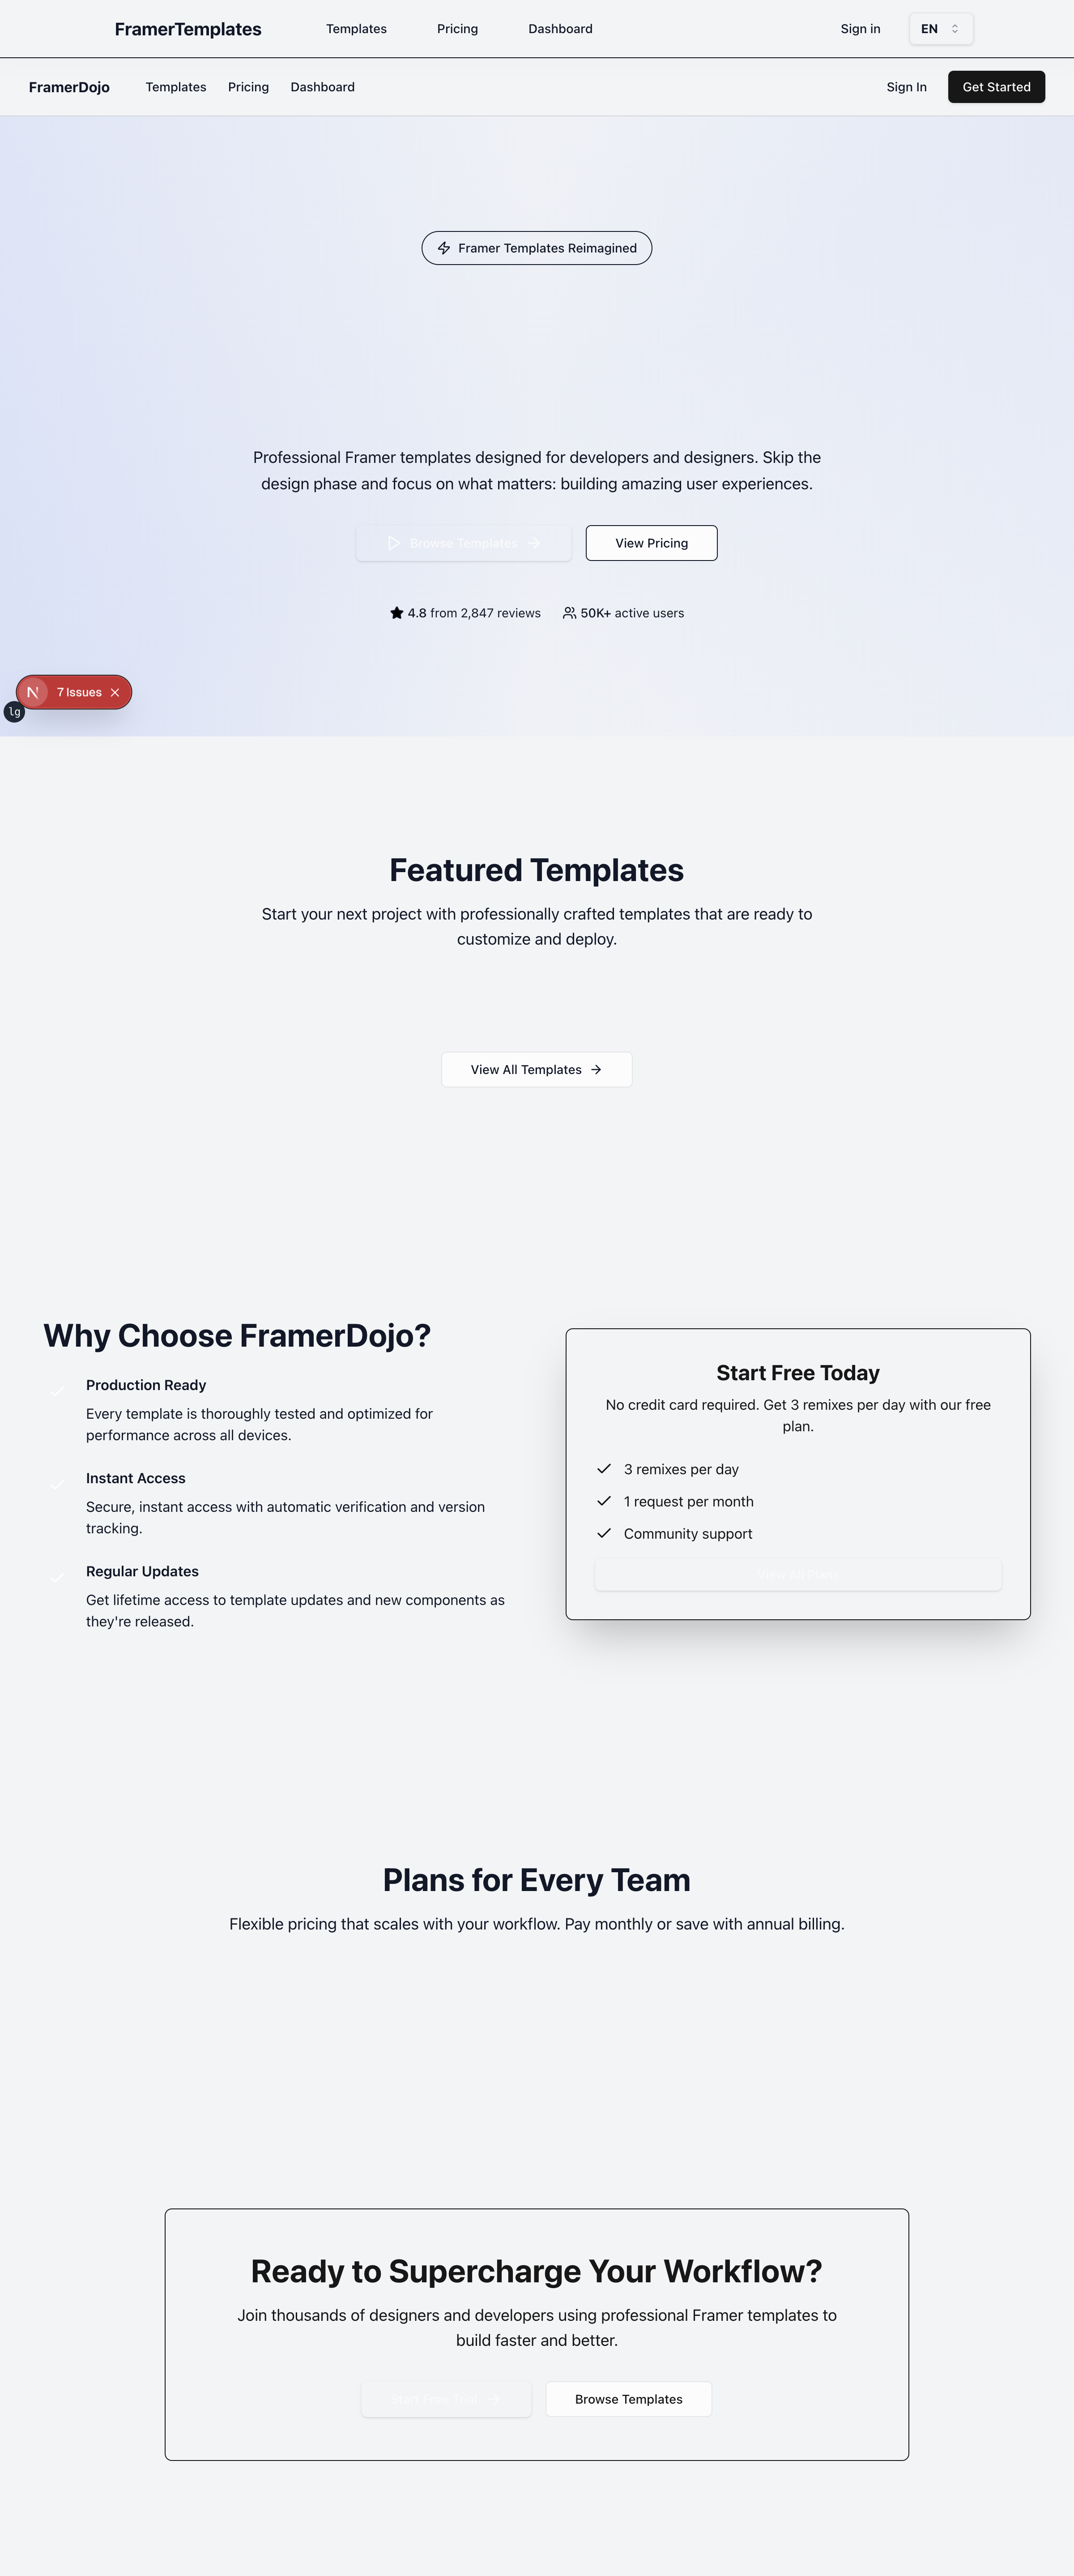 FramerTemplates Templates Pricing Dashboard Sign in EN
FramerDojo Templates Pricing Dashboard Sign In Get Started
Framer Templates Reimagined
Professional Framer templates designed for developers and designers. Skip the
design phase and focus on what matters: building amazing user experiences.
Browse Templates View Pricing
4.8 from 2,847 reviews 50K+ active users
N 7 Issues
lg
Featured Templates
Start your next project with professionally crafted templates that are ready to
customize and deploy.
View All Templates
Why Choose FramerDojo?
Production Ready
Every template is thoroughly tested and optimized for
performance across all devices.
Instant Access
Secure, instant access with automatic verification and version
tracking.
Regular Updates
Get lifetime access to template updates and new components as
they're released.
Start Free Today
No credit card required. Get 3 remixes per day with our free
plan.
3 remixes per day
1 request per month
Community support
View All Plans
Plans for Every Team
Flexible pricing that scales with your workflow. Pay monthly or save with annual billing.
Ready to Supercharge Your Workflow?
Join thousands of designers and developers using professional Framer templates to
build faster and better.
Start Free Trial Browse Templates